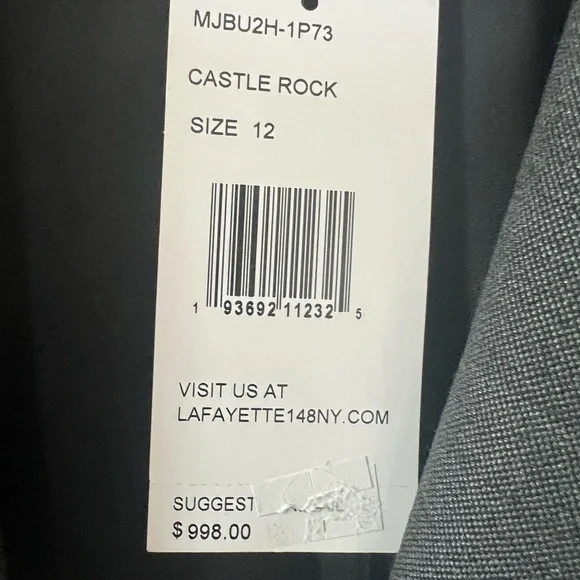 MJBU2H-1P73
CASTLE ROCK
SIZE 12
1 93692 11232 5
VISIT US AT
LAFAYETTE148NY.COM
SUGGEST
$998.00